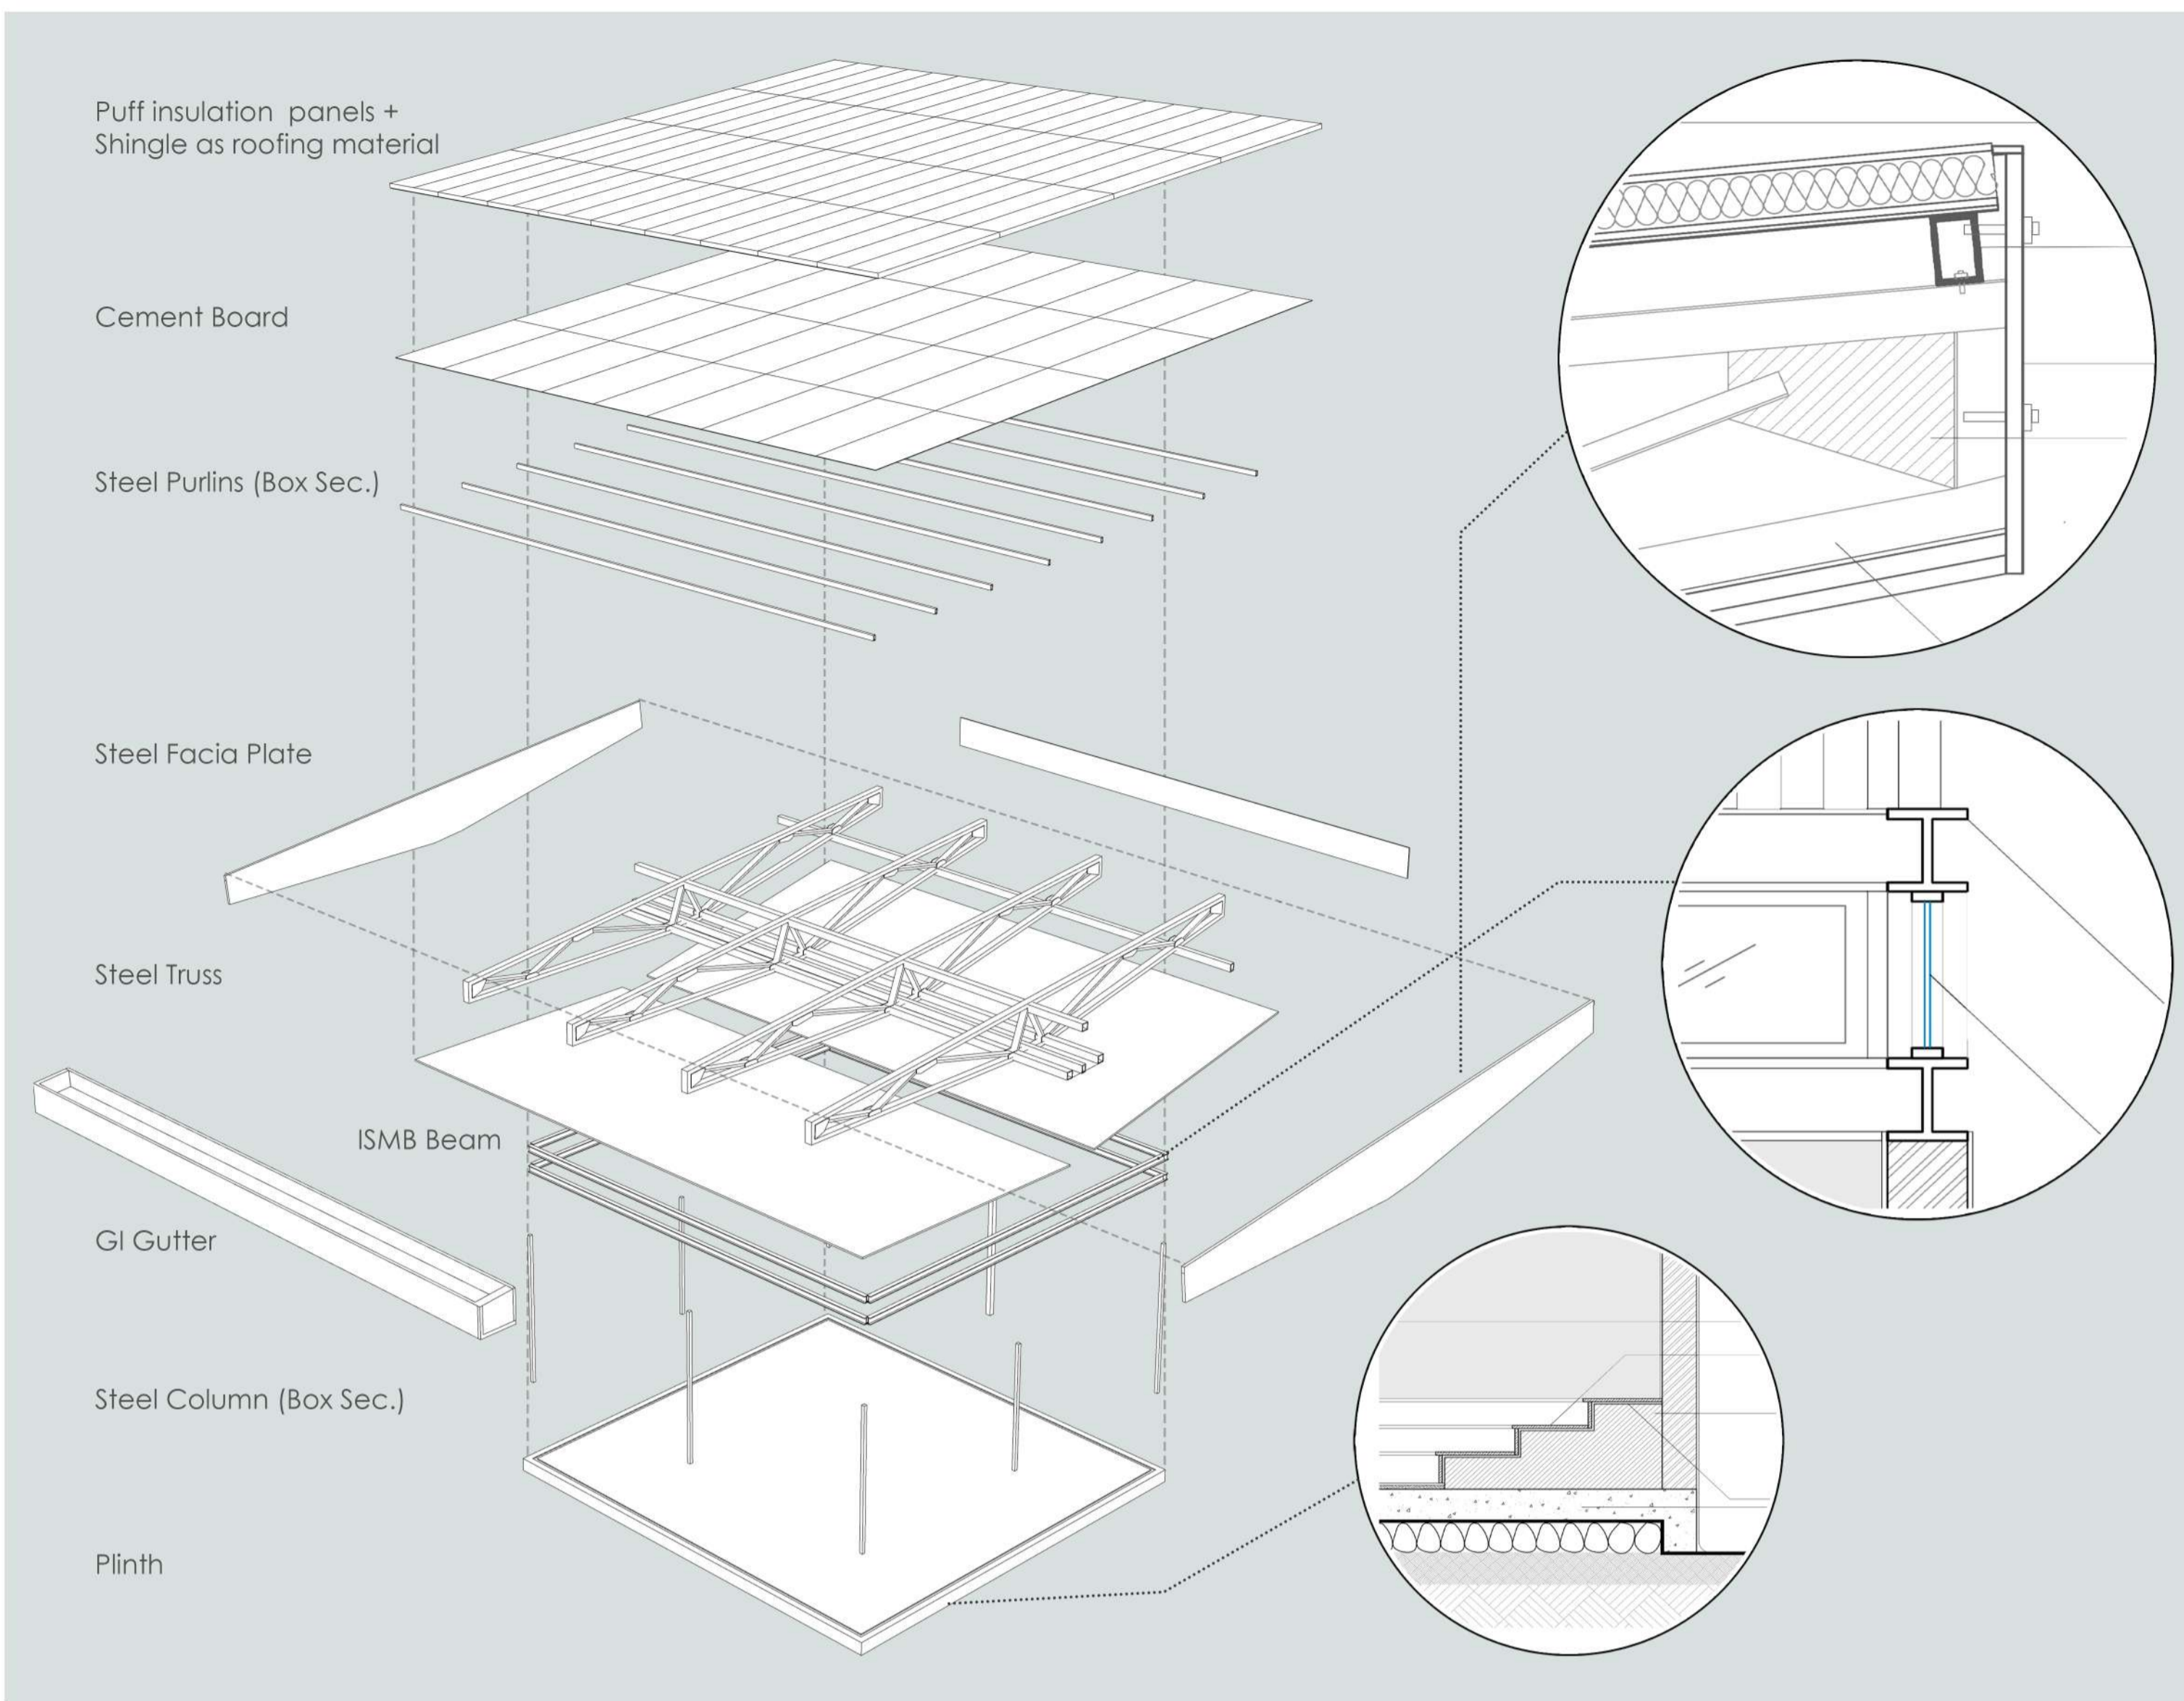 Puff insulation panels +
Shingle as roofing material
Cement Board
Steel Purlins (Box Sec.)
Steel Facia Plate
Steel Truss
ISMB Beam
GI Gutter
Steel Column (Box Sec.)
Plinth